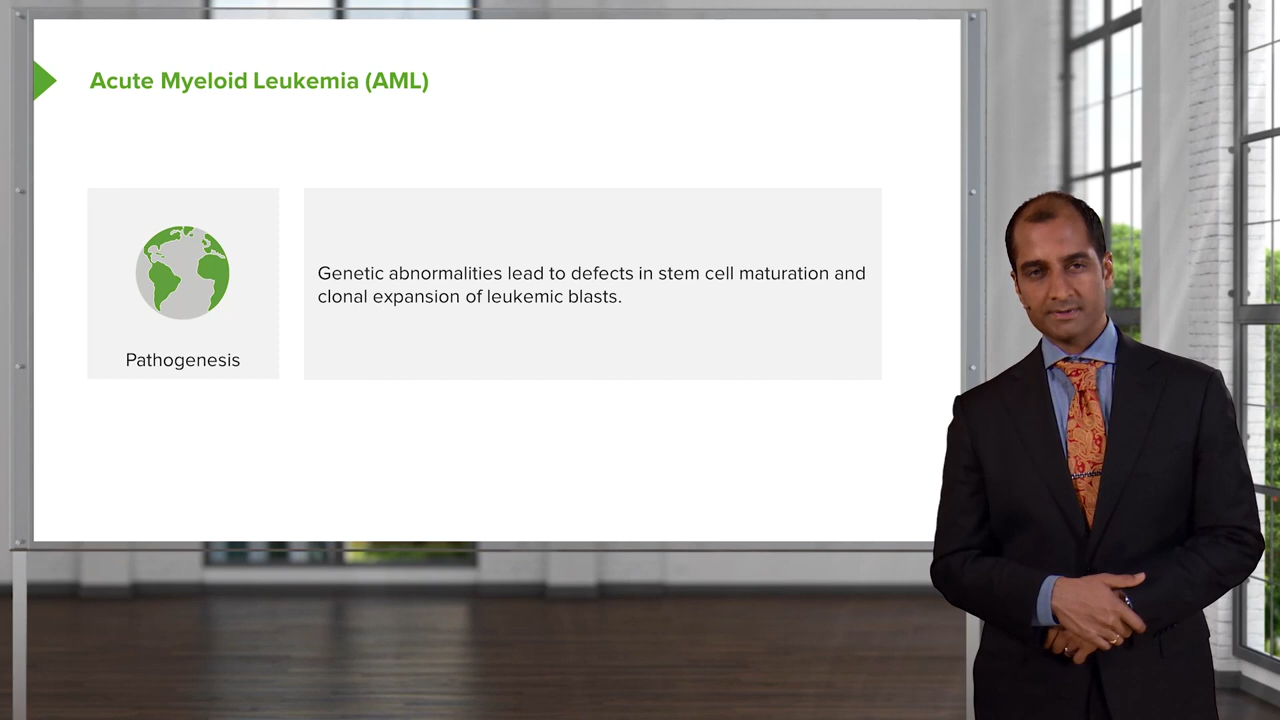 Acute Myeloid Leukemia (AML)
Genetic abnormalities lead to defects in stem cell maturation and
clonal expansion of leukemic blasts.
Pathogenesis